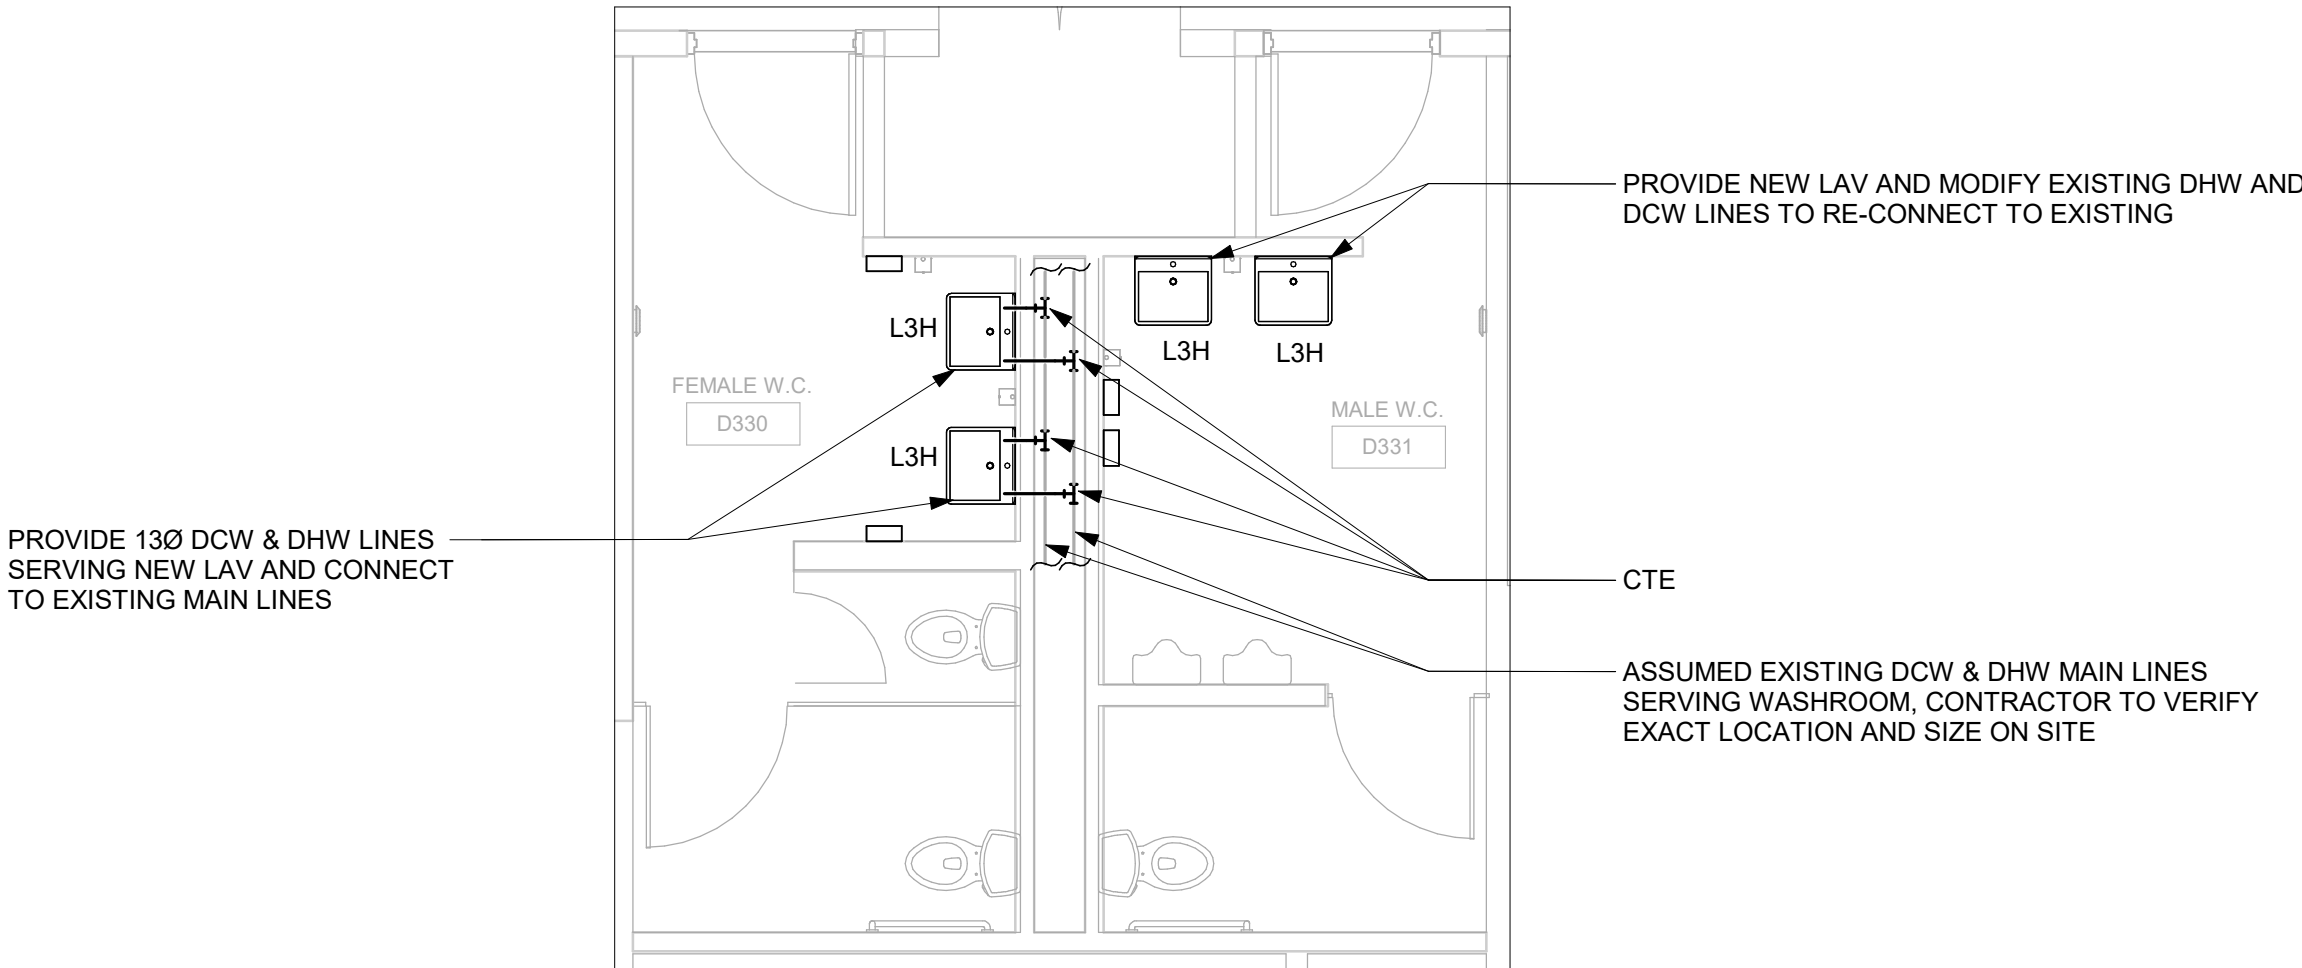 PROVIDE NEW LAV AND MODIFY EXISTING DHW AND
DCW LINES TO RE-CONNECT TO EXISTING
L3H
L3H
L3H
FEMALE W.C.
D330
MALE W.C.
D331
L3H
PROVIDE 13Ø DCW & DHW LINES
SERVING NEW LAV AND CONNECT
TO EXISTING MAIN LINES
CTE
ASSUMED EXISTING DCW & DHW MAIN LINES
SERVING WASHROOM, CONTRACTOR TO VERIFY
EXACT LOCATION AND SIZE ON SITE